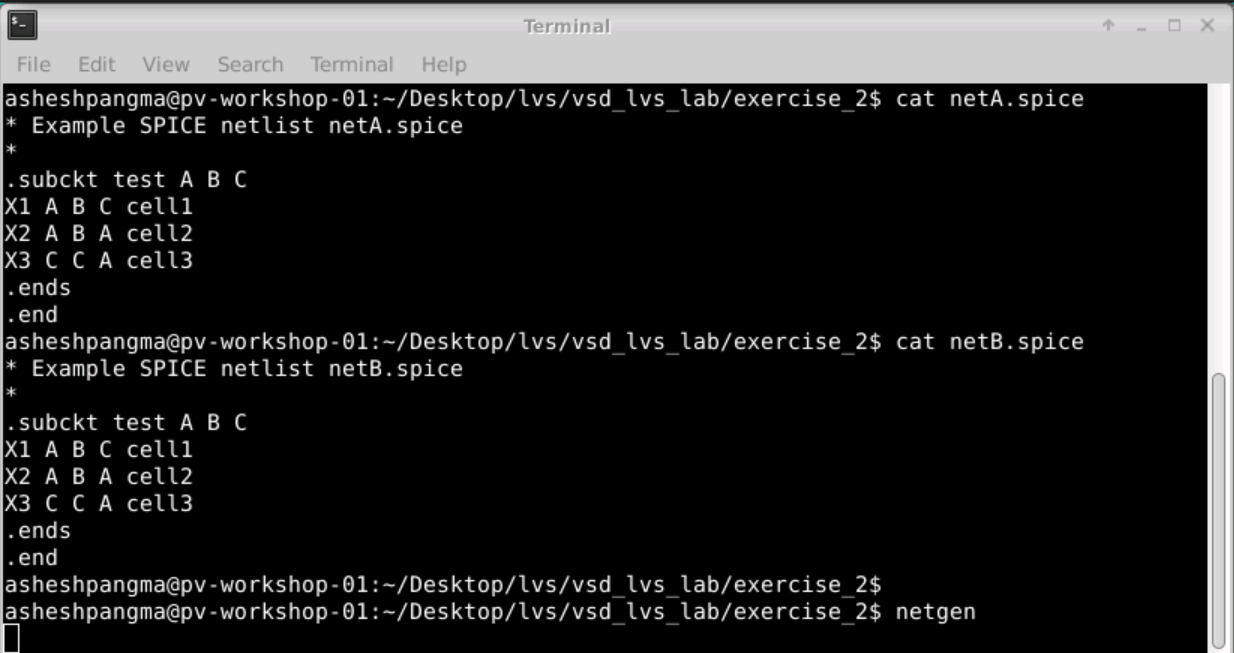 Terminal
File Edit View Search Terminal Help
asheshpangma@pv-workshop-01:~/Desktop/lvs/vsd_lvs_lab/exercise_2$ cat netA.spice
* Example SPICE netlist netA.spice
*
.subckt test A B C
X1 A B C cell1
X2 A B A cell2
X3 C C A cell3
.ends
.end
asheshpangma@pv-workshop-01:~/Desktop/lvs/vsd_lvs_lab/exercise_2$ cat netB.spice
* Example SPICE netlist netB.spice
*
.subckt test A B C
X1 A B C cell1
X2 A B A cell2
X3 C C A cell3
.ends
.end
asheshpangma@pv-workshop-01:~/Desktop/lvs/vsd_lvs_lab/exercise_2$
asheshpangma@pv-workshop-01:~/Desktop/lvs/vsd_lvs_lab/exercise_2$ netgen